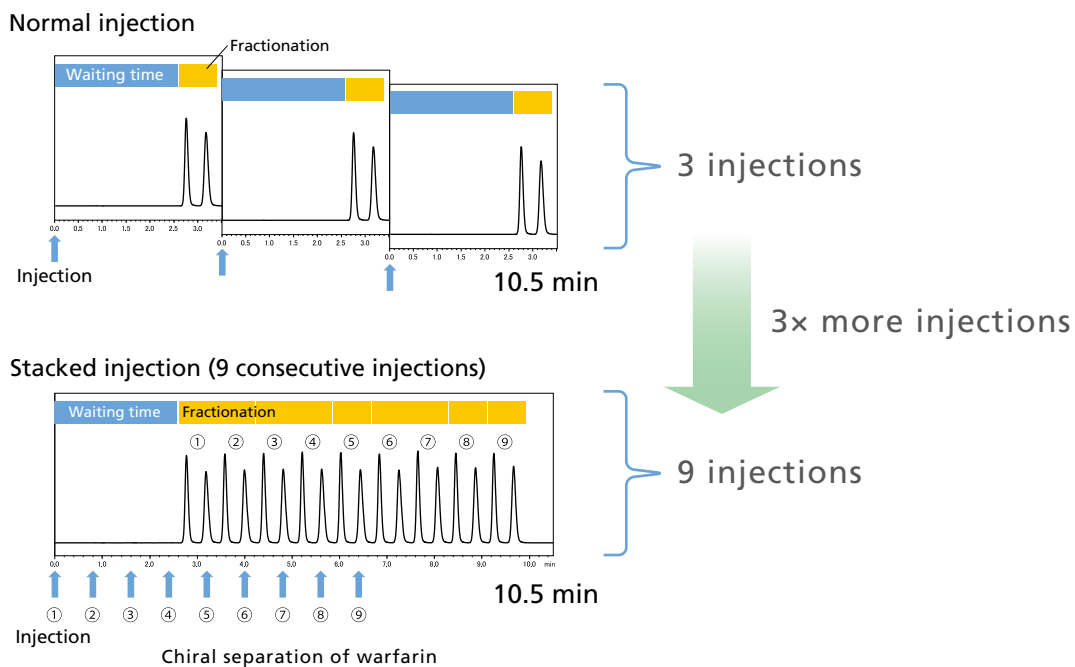 Normal injection
Fractionation
Waiting time
0.0 0.5 1.0 1.5 2.0 2.5 3.0
0.0 0.5 1.0 1.5 2.0 2.5 3.0
0.0 0.5 1.0 1.5 2.0 2.5 3.0
Injection
10.5 min
3 injections
3× more injections
Stacked injection (9 consecutive injections)
Waiting time Fractionation
① ② ③ ④ ⑤ ⑥ ⑦ ⑧ ⑨
9 injections
0.0 1.0 2.0 3.0 4.0 5.0 6.0 7.0 8.0 9.0 10.0 min
10.5 min
① ② ③ ④ ⑤ ⑥ ⑦ ⑧ ⑨
Injection
Chiral separation of warfarin